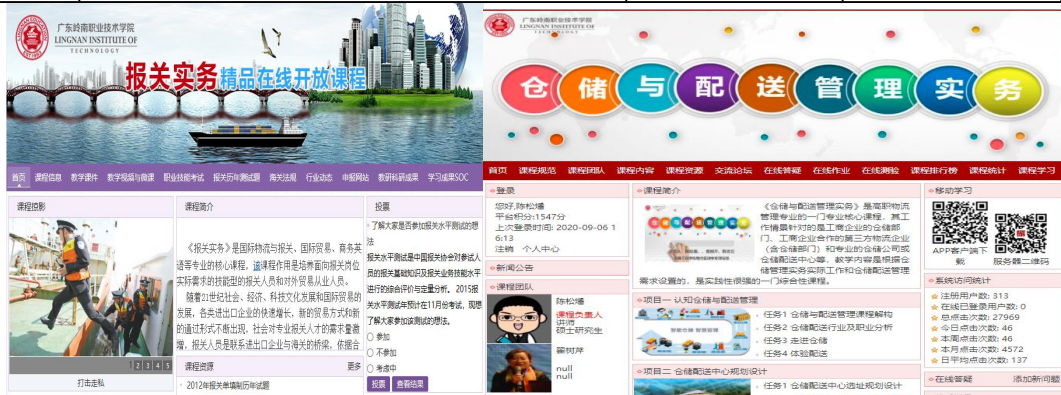 广东岭南职业技术学院
LINGNAN INSTITUTE OF
TECHNOLOGY
报关实务 精品在线开放课程
首页 课程信息 教学课件 教学视频与微课 职业技能考试 报关历年测试题 海关法规 行业动态 申报网站 教研科研成果 学习成果SOC
课程掠影
1 2 3 4 5
打击走私
课程简介
《报关实务》是国际物流与报关、国际贸易、商务英
语等专业的核心课程，该课程作用是培养面向报关岗位
实际需求的技能型的报关人员和对外贸易从业人员。
随着21世纪社会、经济、科技文化发展和国际贸易的
发展，各类进出口企业的快速增长，新的贸易方式和新
的通过形式不断出现，社会对专业报关人才的需求量激
增，报关人员是联系进出口企业与海关的桥梁，依据合
课程资源 更多
2012年报关单填制历年试题
投票
了解大家是否参加报关水平测试的想
法
报关水平测试是中国报关协会对参试人
员的报关基础知识及报关业务技能水平
进行的综合评价与定量分析。2015报
关水平测试年预计在11月份考试，现想
了解大家参加该测试的想法。
参加
不参加
考虑中
投票 查看结果
广东岭南职业技术学院
LINGNAN INSTITUTE OF
TECHNOLOGY
仓储与配送管理实务
首页 课程规范 课程团队 课程内容 课程资源 交流论坛 在线答疑 在线作业 在线测验 课程排行榜 课程统计 课程学习
登录
您好,陈松燔
平台积分:1547分
上次登录时间: 2020-09-06 1
6:13
注销 个人中心
新闻公告
课程团队
陈松燔
课程负责人
讲师
硕士研究生
翟树芹
null
null
课程简介
《仓储与配送管理实务》是高职物流
管理专业的一门专业核心课程，其工
作情景针对的是工商企业的仓储部
门、工商企业合作的第三方物流企业
（含仓储部门）和专业的仓储公司或
仓储配送中心等，教学内容是根据仓
储管理实务实际工作和仓储配送管理
需求设置的，是实践性很强的一门综合性课程。
项目一 认知仓储与配送管理
智能仓储 智慧管理
任务1 仓储与配送管理课程解构
任务2 仓储配送行业及职业分析
任务3 走进仓储
任务4 体验配送
项目二 仓储配送中心规划设计
任务1 仓储配送中心选址规划设计
移动学习
APP客户端下
载
服务器二维码
系统访问统计
注册用户数: 313
在线已登录用户数: 0
总点击次数: 27969
今日点击次数: 46
本周点击次数: 46
本月点击次数: 4572
日平均点击次数: 137
在线答疑 添加新问题